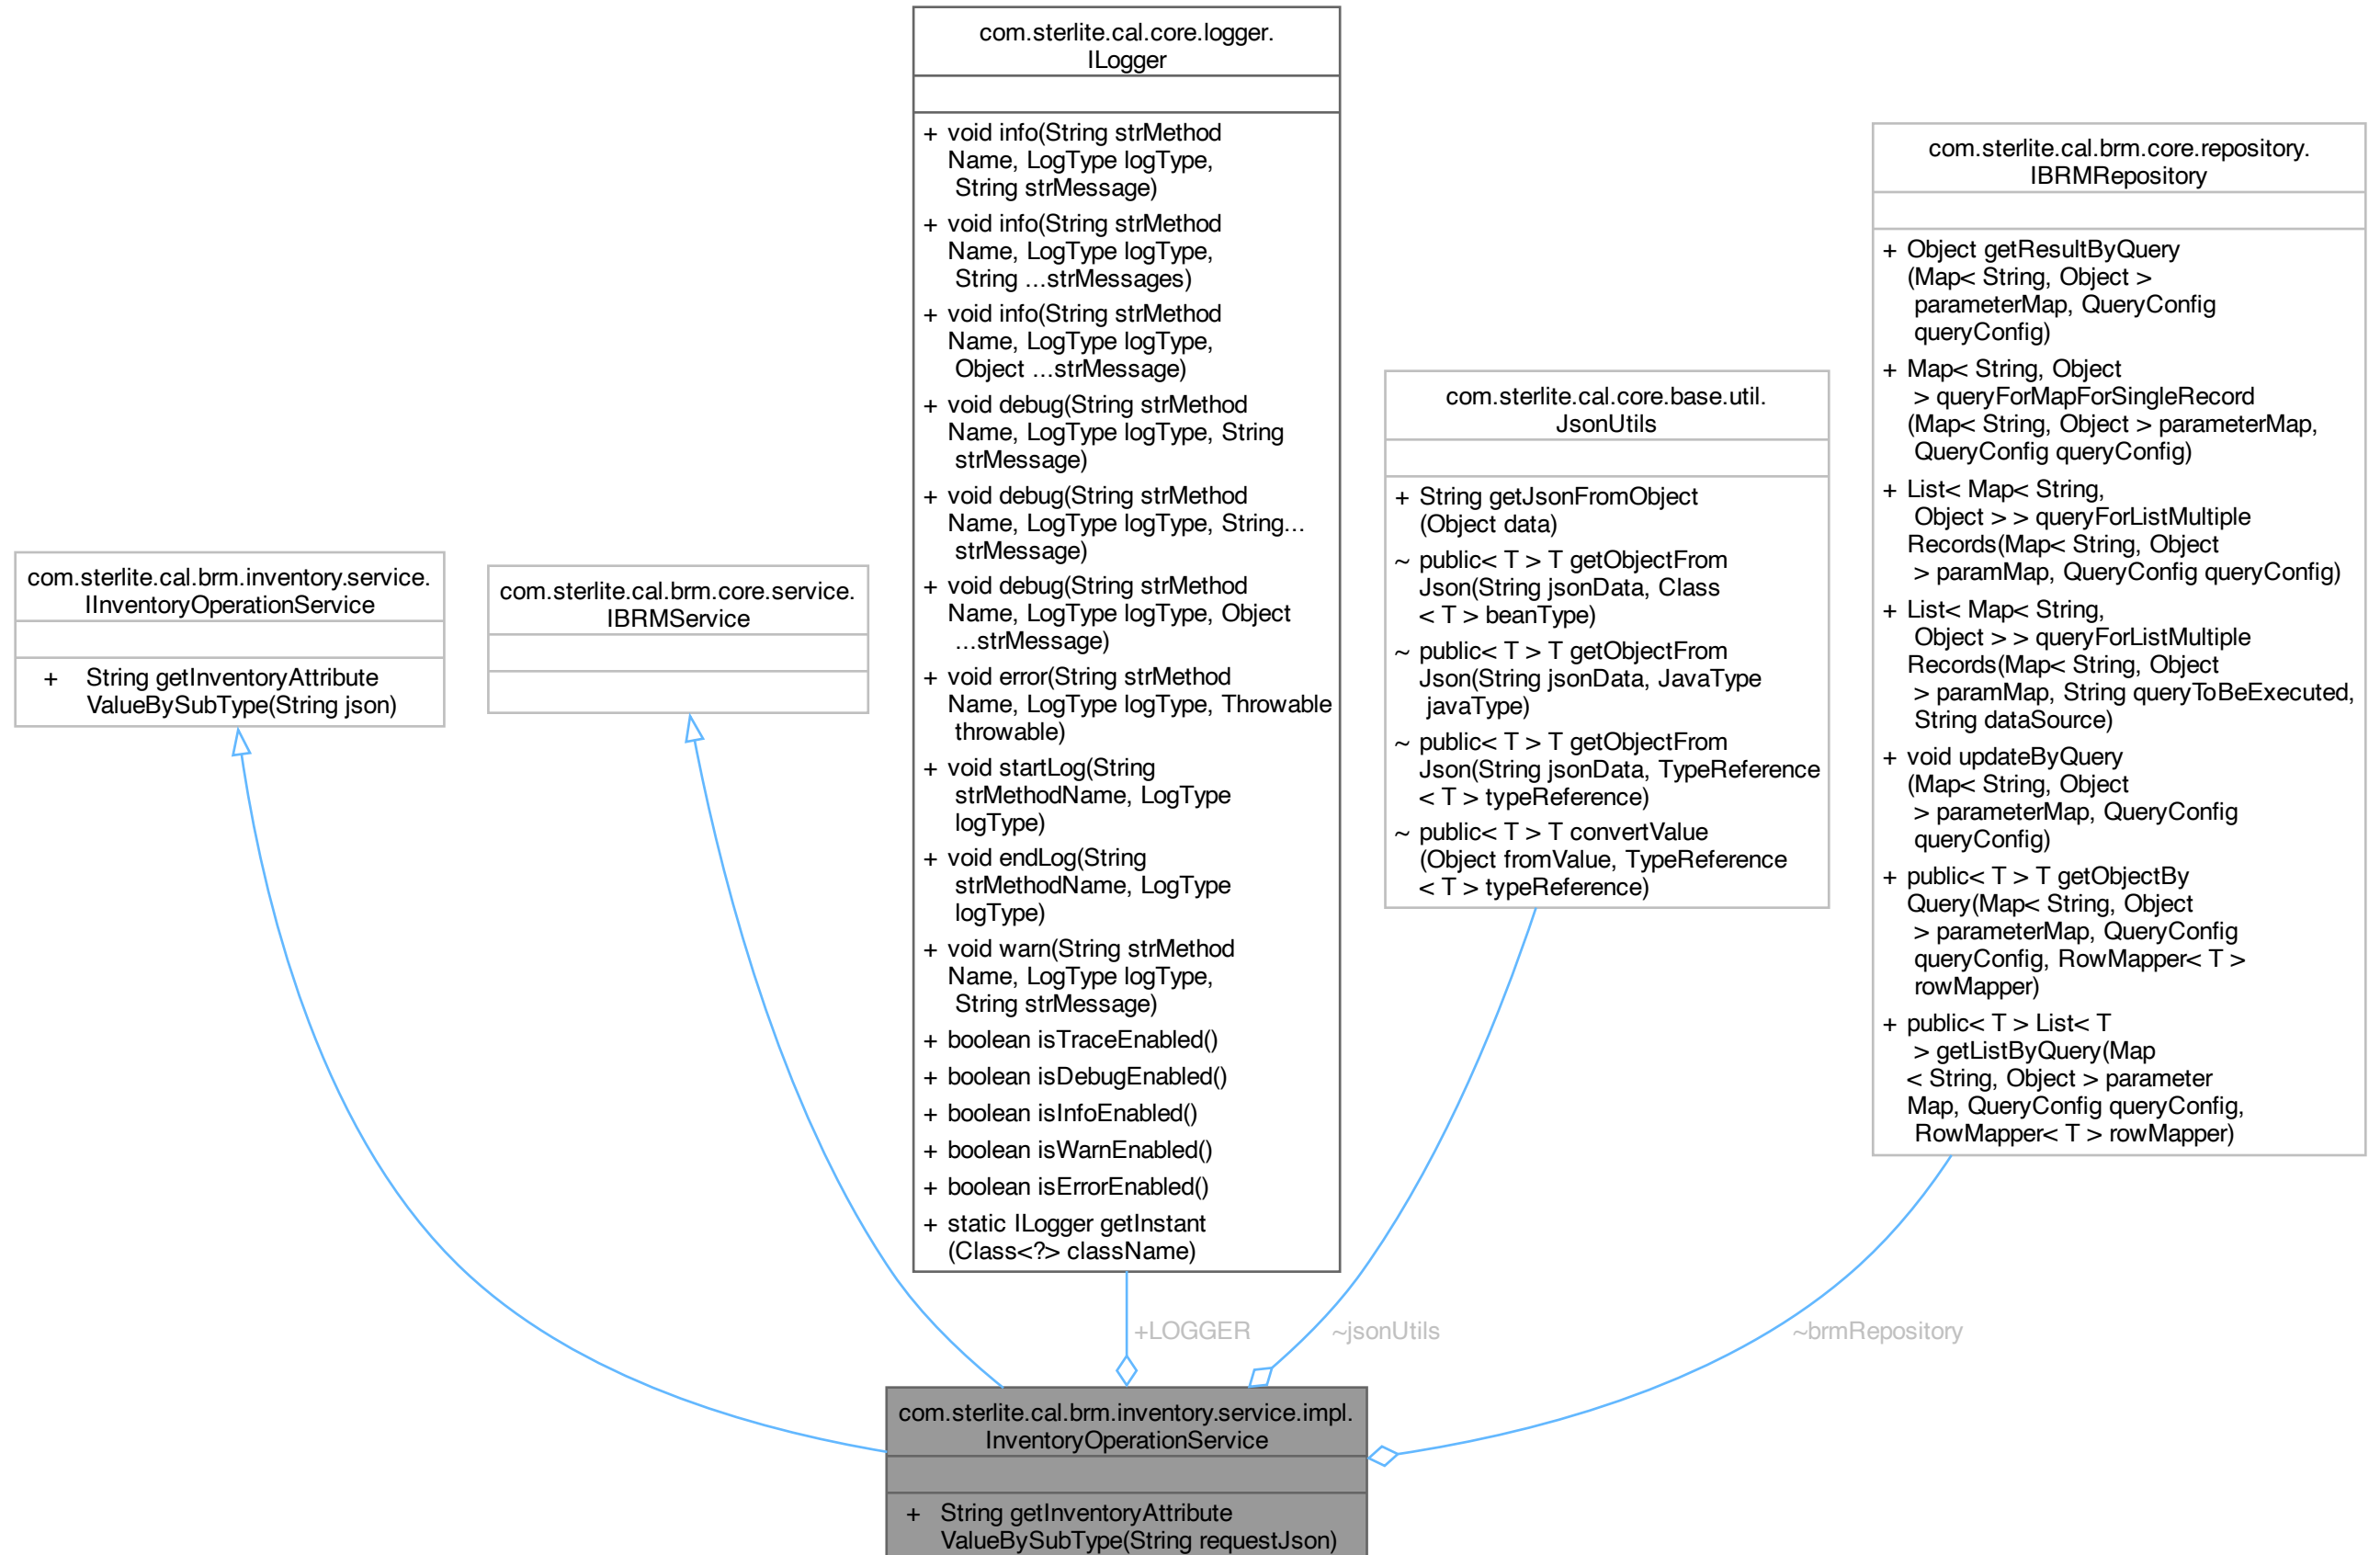 com.sterlite.cal.core.logger.
ILogger
+ void info(String strMethod
Name, LogType logType,
String strMessage)
+ void info(String strMethod
Name, LogType logType,
String ...strMessages)
+ void info(String strMethod
Name, LogType logType,
Object ...strMessage)
+ void debug(String strMethod
Name, LogType logType, String
strMessage)
+ void debug(String strMethod
Name, LogType logType, String...
strMessage)
+ void debug(String strMethod
Name, LogType logType, Object
...strMessage)
+ void error(String strMethod
Name, LogType logType, Throwable
throwable)
+ void startLog(String
strMethodName, LogType
logType)
+ void endLog(String
strMethodName, LogType
logType)
+ void warn(String strMethod
Name, LogType logType,
String strMessage)
+ boolean isTraceEnabled()
+ boolean isDebugEnabled()
+ boolean isInfoEnabled()
+ boolean isWarnEnabled()
+ boolean isErrorEnabled()
+ static ILogger getInstant
(Class<?> className)
com.sterlite.cal.brm.core.repository.
IBRMRepository
+ Object getResultByQuery
(Map< String, Object >
parameterMap, QueryConfig
queryConfig)
+ Map< String, Object
> queryForMapForSingleRecord
(Map< String, Object > parameterMap,
QueryConfig queryConfig)
+ List< Map< String,
Object > > queryForListMultiple
Records(Map< String, Object
> paramMap, QueryConfig queryConfig)
+ List< Map< String,
Object > > queryForListMultiple
Records(Map< String, Object
> paramMap, String queryToBeExecuted,
String dataSource)
+ void updateByQuery
(Map< String, Object
> parameterMap, QueryConfig
queryConfig)
+ public< T > T getObjectBy
Query(Map< String, Object
> parameterMap, QueryConfig
queryConfig, RowMapper< T >
rowMapper)
+ public< T > List< T
> getListByQuery(Map
< String, Object > parameter
Map, QueryConfig queryConfig,
RowMapper< T > rowMapper)
com.sterlite.cal.core.base.util.
JsonUtils
+ String getJsonFromObject
(Object data)
~ public< T > T getObjectFrom
Json(String jsonData, Class
< T > beanType)
~ public< T > T getObjectFrom
Json(String jsonData, JavaType
javaType)
~ public< T > T getObjectFrom
Json(String jsonData, TypeReference
< T > typeReference)
~ public< T > T convertValue
(Object fromValue, TypeReference
< T > typeReference)
com.sterlite.cal.brm.inventory.service.
IInventoryOperationService
+ String getInventoryAttribute
ValueBySubType(String json)
com.sterlite.cal.brm.core.service.
IBRMService
+LOGGER
~jsonUtils
~brmRepository
com.sterlite.cal.brm.inventory.service.impl.
InventoryOperationService
+ String getInventoryAttribute
ValueBySubType(String requestJson)